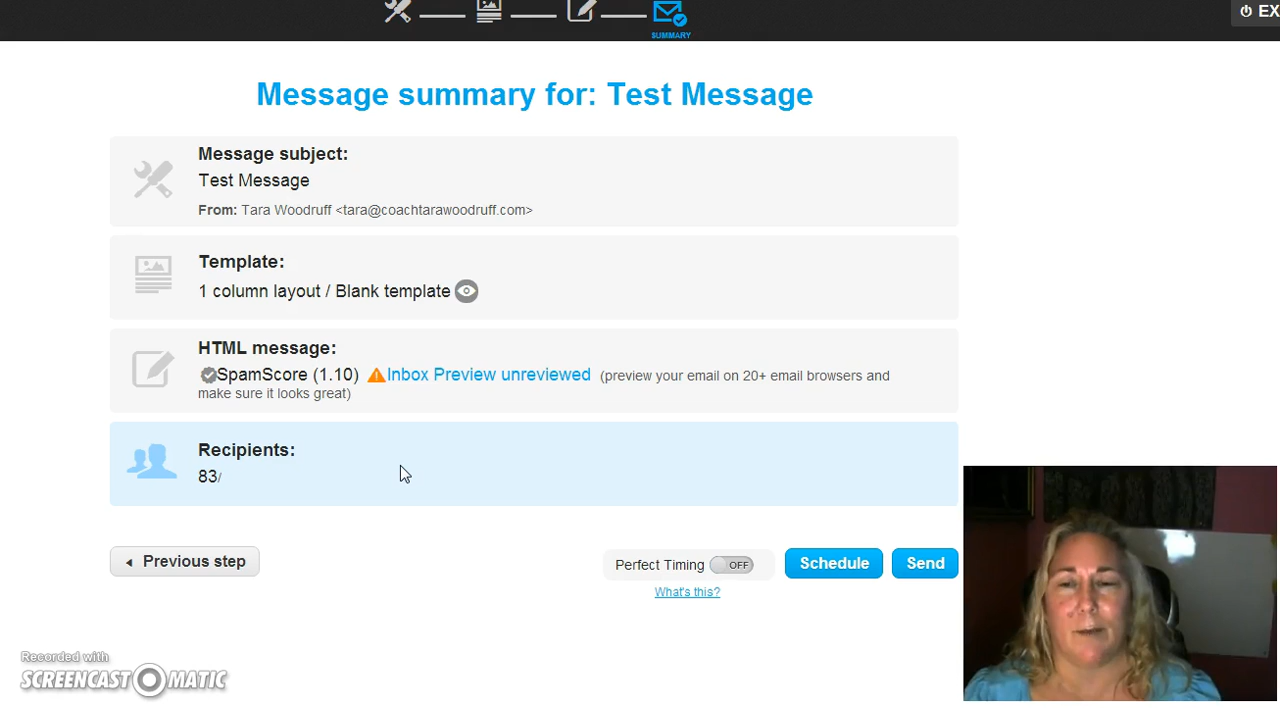 EX
SUMMARY
Message summary for: Test Message
Message subject:
Test Message
From: Tara Woodruff <tara@coachtarawoodruff.com>
Template:
1 column layout / Blank template
HTML message:
SpamScore (1.10) Inbox Preview unreviewed (preview your email on 20+ email browsers and
make sure it looks great)
Recipients:
83/
Previous step
Perfect Timing OFF
Schedule
Send
What's this?
Recorded with
SCREENCAST MATIC